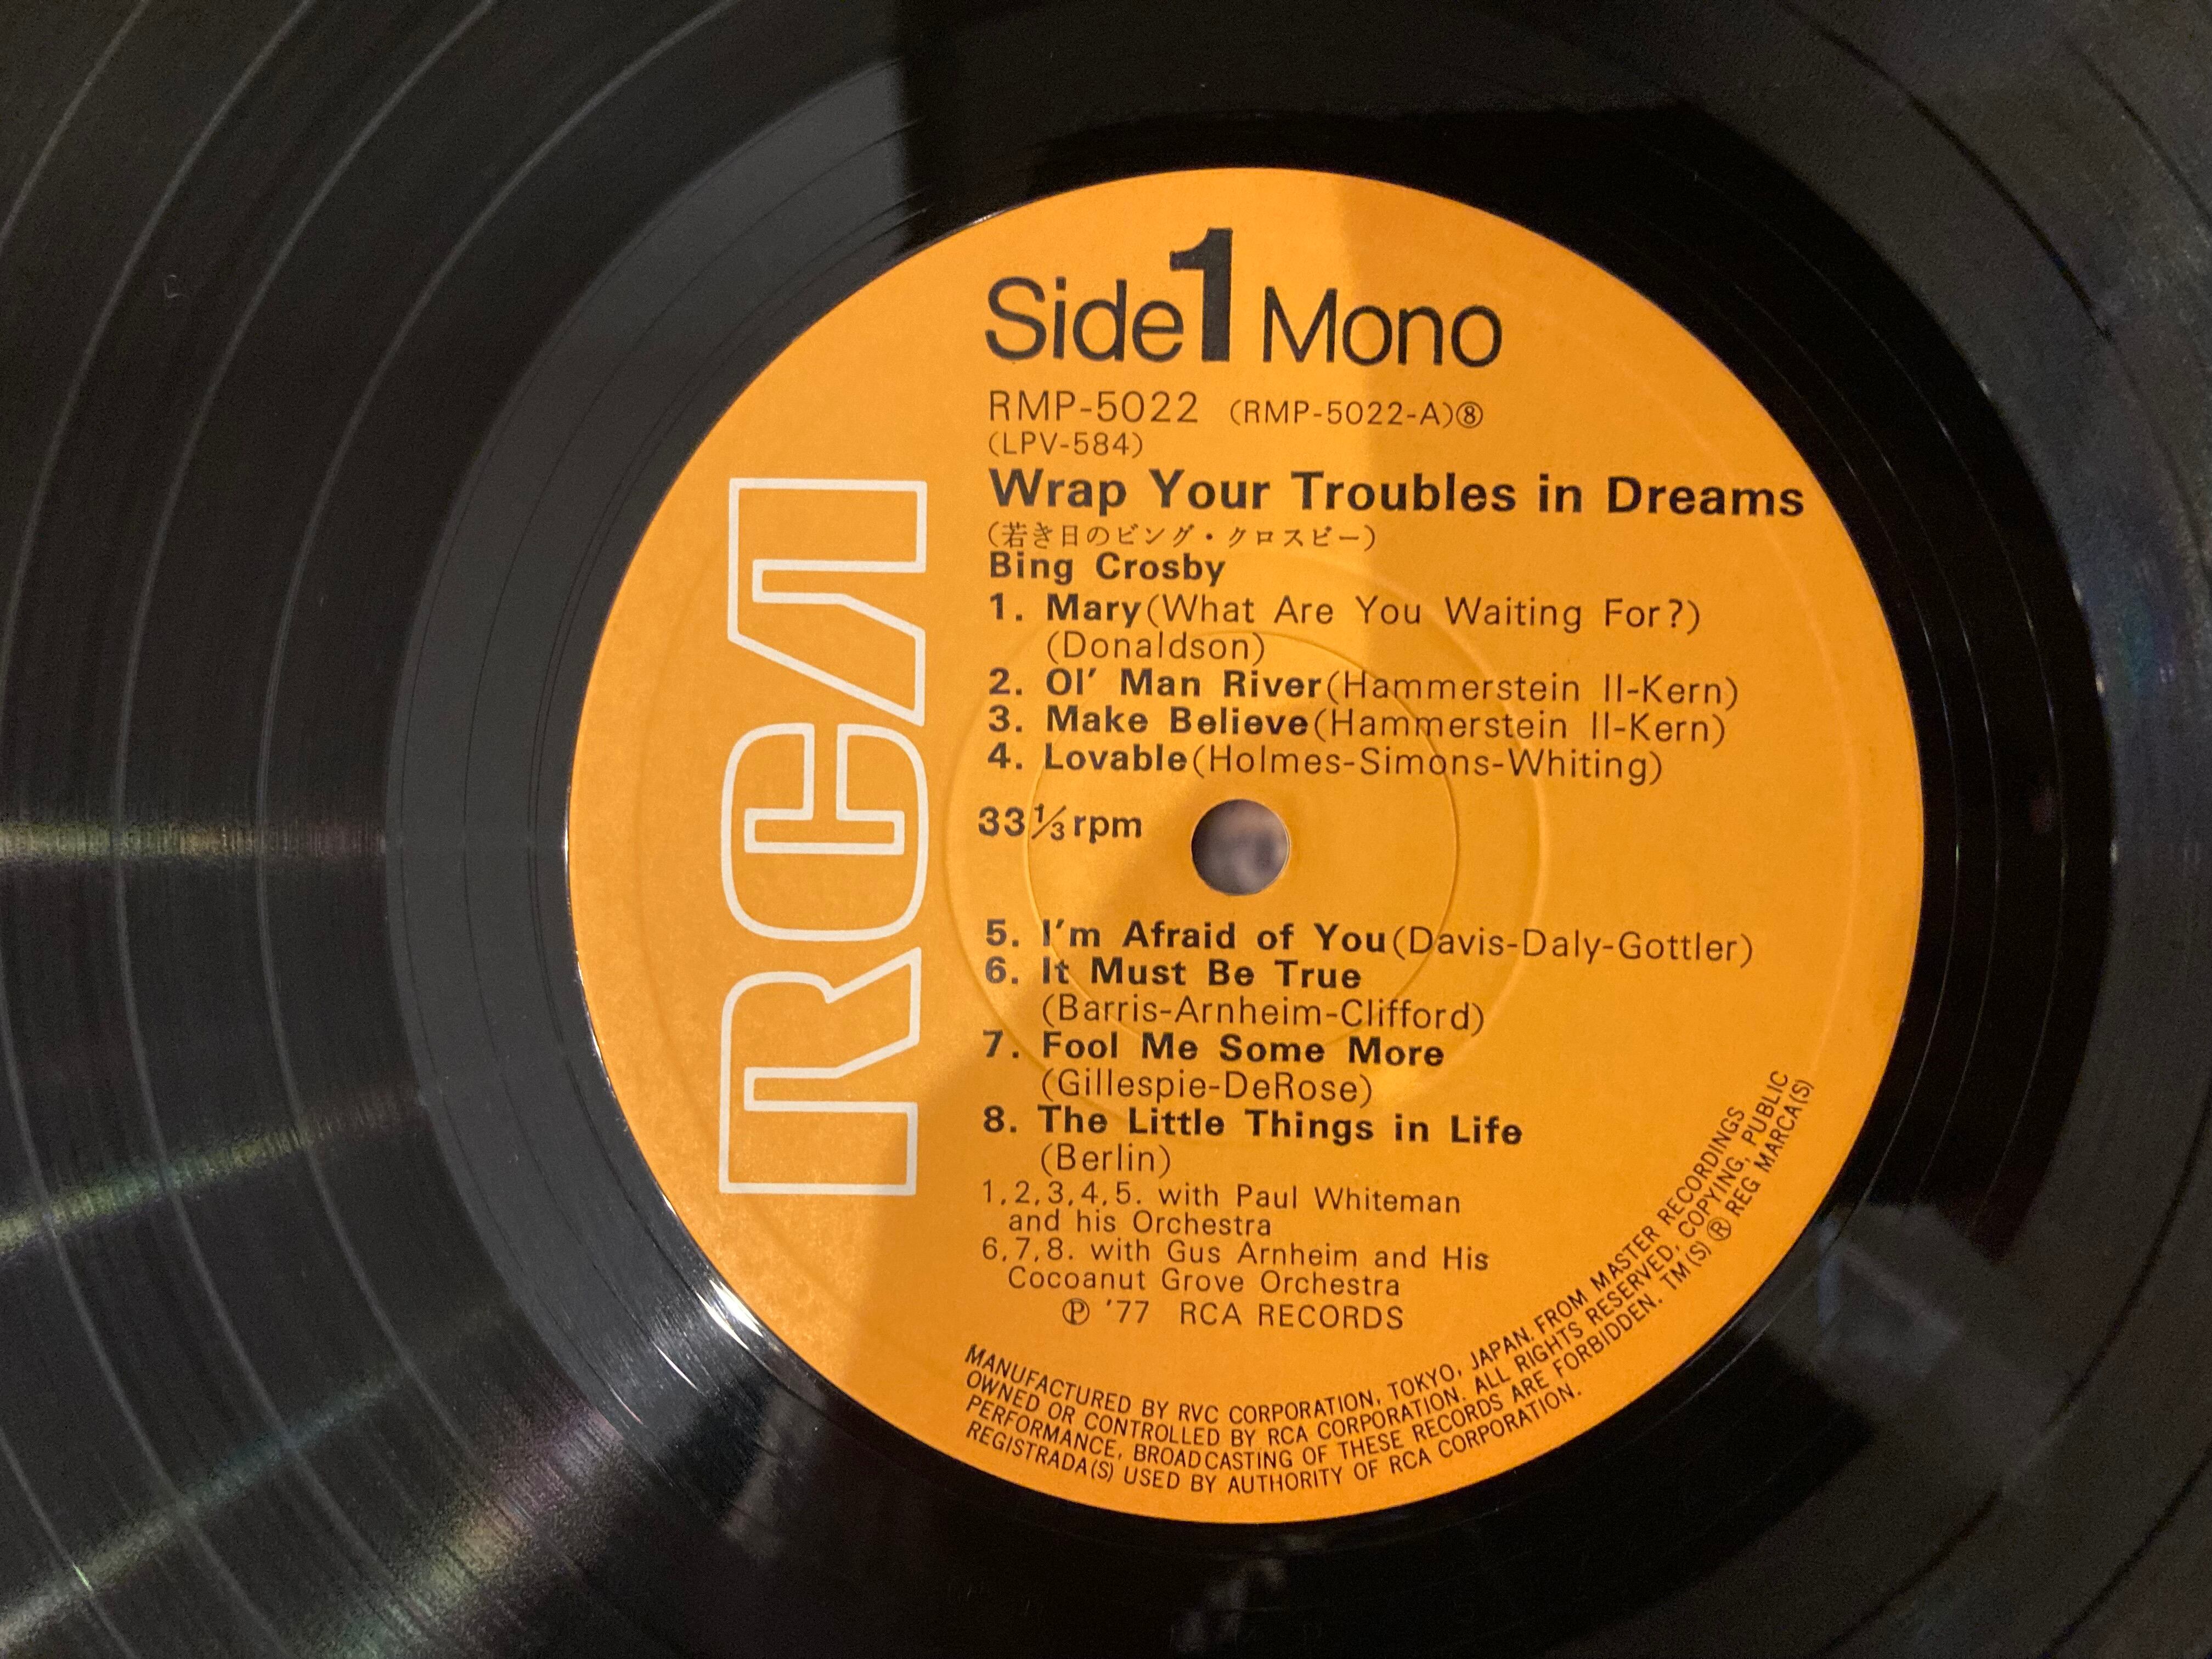 RCA
Side 1 Mono
RMP-5022 (RMP-5022-A)⑧
(LPV-584)
Wrap Your Troubles in Dreams
(若き日のビング・クロスビー)
Bing Crosby
1. Mary(What Are You Waiting For?)
(Donaldson)
2. Ol' Man River(Hammerstein II-Kern)
3. Make Believe(Hammerstein II-Kern)
4. Lovable(Holmes-Simons-Whiting)
33⅓rpm
5. I'm Afraid of You(Davis-Daly-Gottler)
6. It Must Be True
(Barris-Arnheim-Clifford)
7. Fool Me Some More
(Gillespie-DeRose)
8. The Little Things in Life
(Berlin)
1,2,3,4,5. with Paul Whiteman
and his Orchestra
6,7,8. with Gus Arnheim and His
Cocoanut Grove Orchestra
℗ '77 RCA RECORDS
MANUFACTURED BY RVC CORPORATION, TOKYO, JAPAN. FROM MASTER RECORDINGS
OWNED OR CONTROLLED BY RCA CORPORATION. ALL RIGHTS RESERVED, COPYING, PUBLIC
PERFORMANCE, BROADCASTING OF THESE RECORDS ARE FORBIDDEN. TM(S) ® REG MARCA(S)
REGISTRADA(S) USED BY AUTHORITY OF RCA CORPORATION.